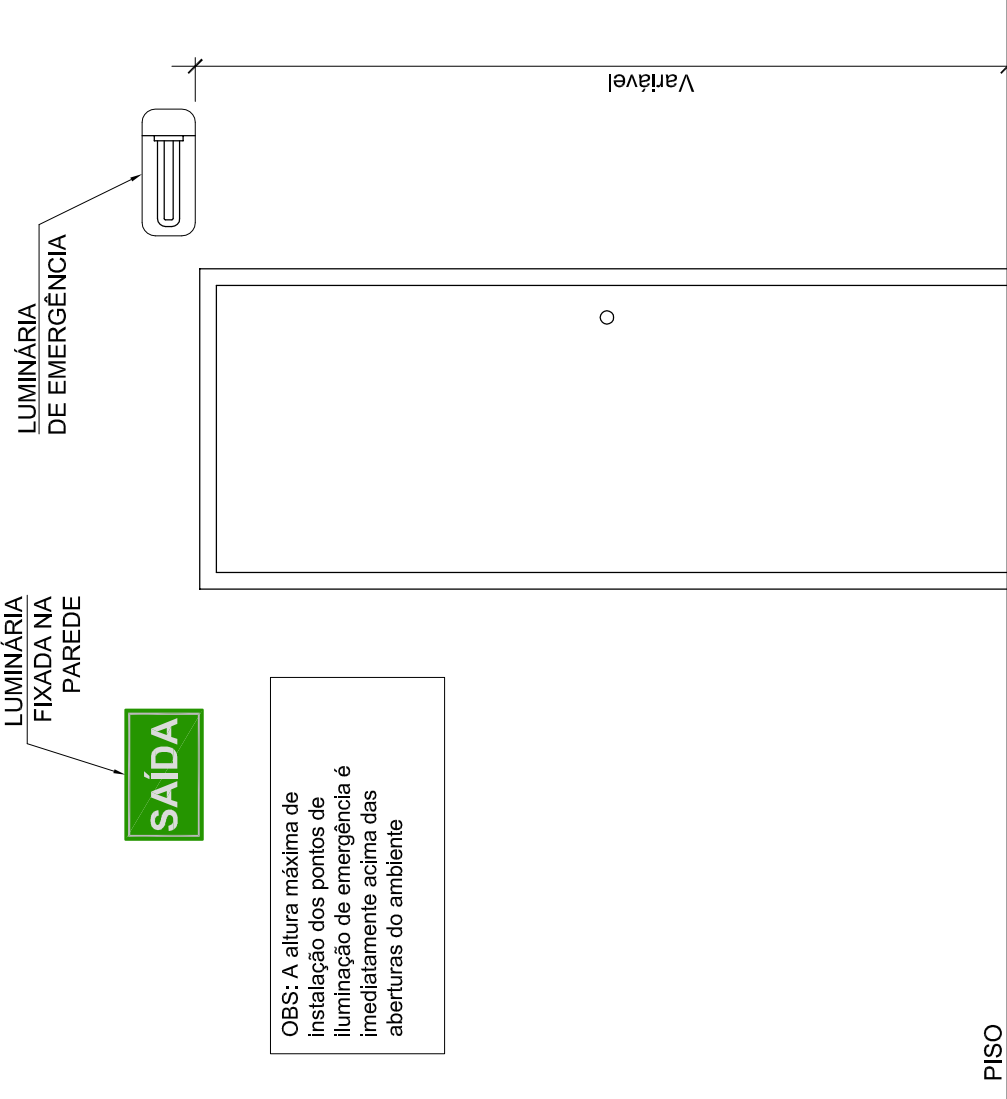 LUMINÁRIA
FIXADA NA
PAREDE
LUMINÁRIA
DE EMERGÊNCIA
SAÍDA
OBS: A altura máxima de
instalação dos pontos de
iluminação de emergência é
imediatamente acima das
aberturas do ambiente
Variável
PISO